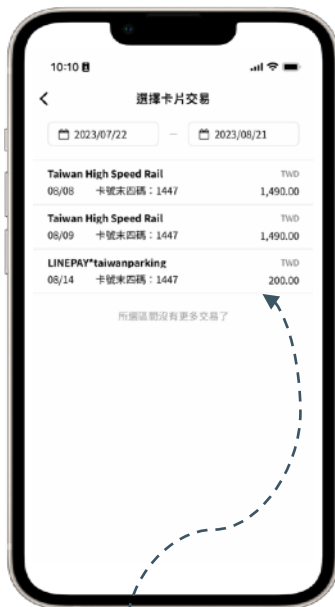 10:10
選擇卡片交易
2023/07/22 – 2023/08/21
Taiwan High Speed Rail TWD
08/08 卡號末四碼：1447 1,490.00
Taiwan High Speed Rail TWD
08/09 卡號末四碼：1447 1,490.00
LINEPAY*taiwanparking TWD
08/14 卡號末四碼：1447 200.00
所選區間沒有更多交易了